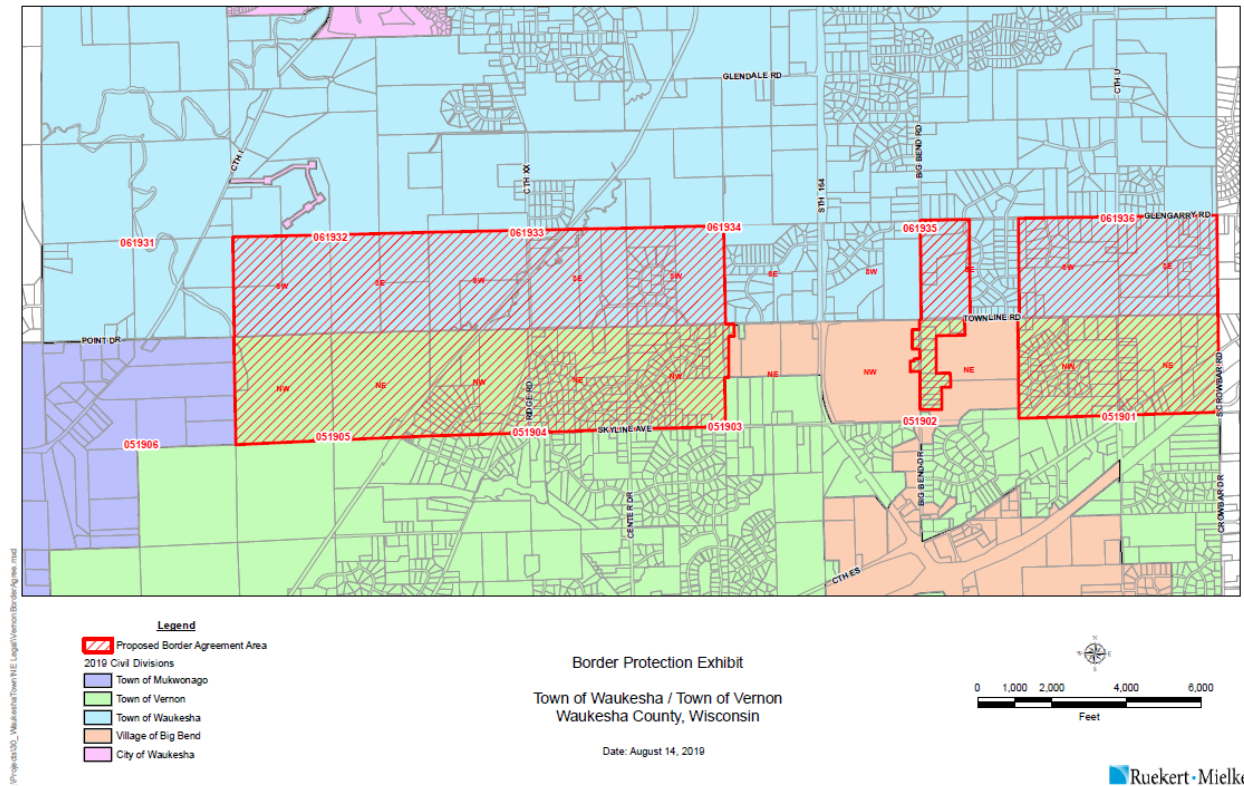 GLENDALE RD
CTH U
CTH I
CTH XX
STH 164
BIG BEND RD
GLENGARRY RD
061931
061932
061933
061934
061935
061936
SW
SE
SW
SE
SW
SE
SW
SE
SW
SE
TOWNLINE RD
POINT DR
NW
NE
NW
NE
NW
NE
NW
NE
NW
NE
RIDGE RD
S CROWBAR RD
SKYLINE AVE
051906
051905
051904
051903
051902
051901
CENTER DR
BIG BEND DR
CROWBAR DR
CTH ES
Legend
Proposed Border Agreement Area
2019 Civil Divisions
Town of Mukwonago
Town of Vernon
Town of Waukesha
Village of Big Bend
City of Waukesha
Border Protection Exhibit
Town of Waukesha / Town of Vernon
Waukesha County, Wisconsin
Date: August 14, 2019
N
W E
S
0 1,000 2,000 4,000 6,000
Feet
Ruekert·Mielke